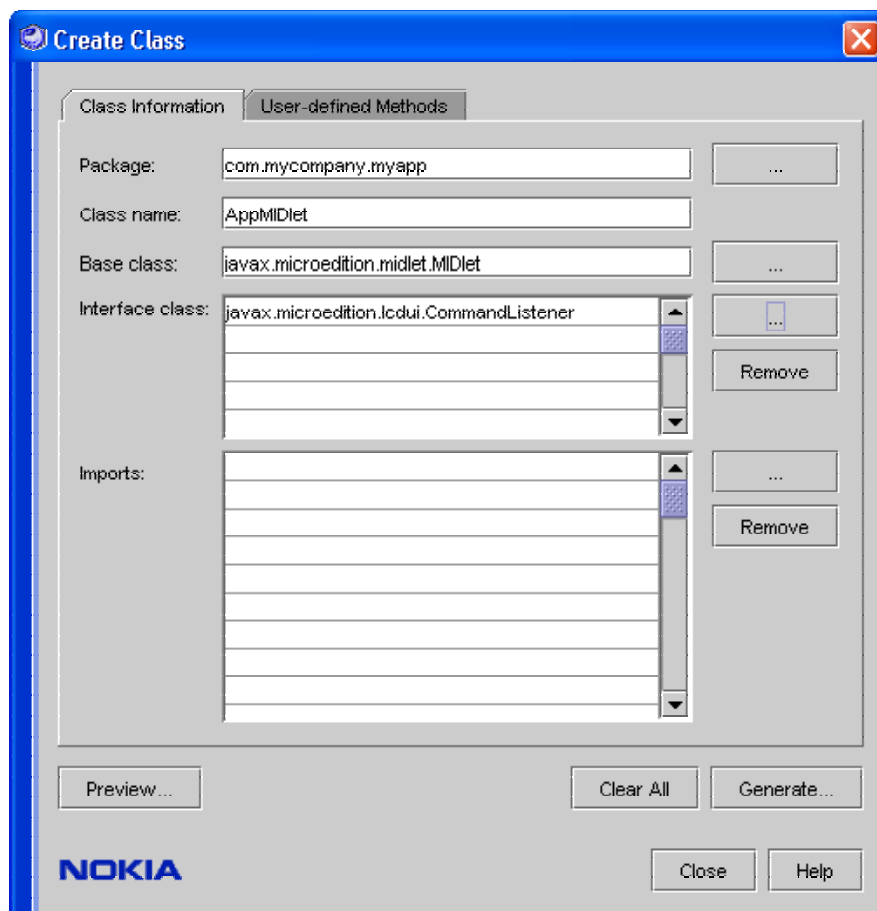 Create Class
Class Information
User-defined Methods
Package:
com.mycompany.myapp
...
Class name:
AppMIDlet
Base class:
javax.microedition.midlet.MIDlet
...
Interface class:
javax.microedition.lcdui.CommandListener
...
Remove
Imports:
...
Remove
Preview...
Clear All
Generate...
NOKIA
Close
Help